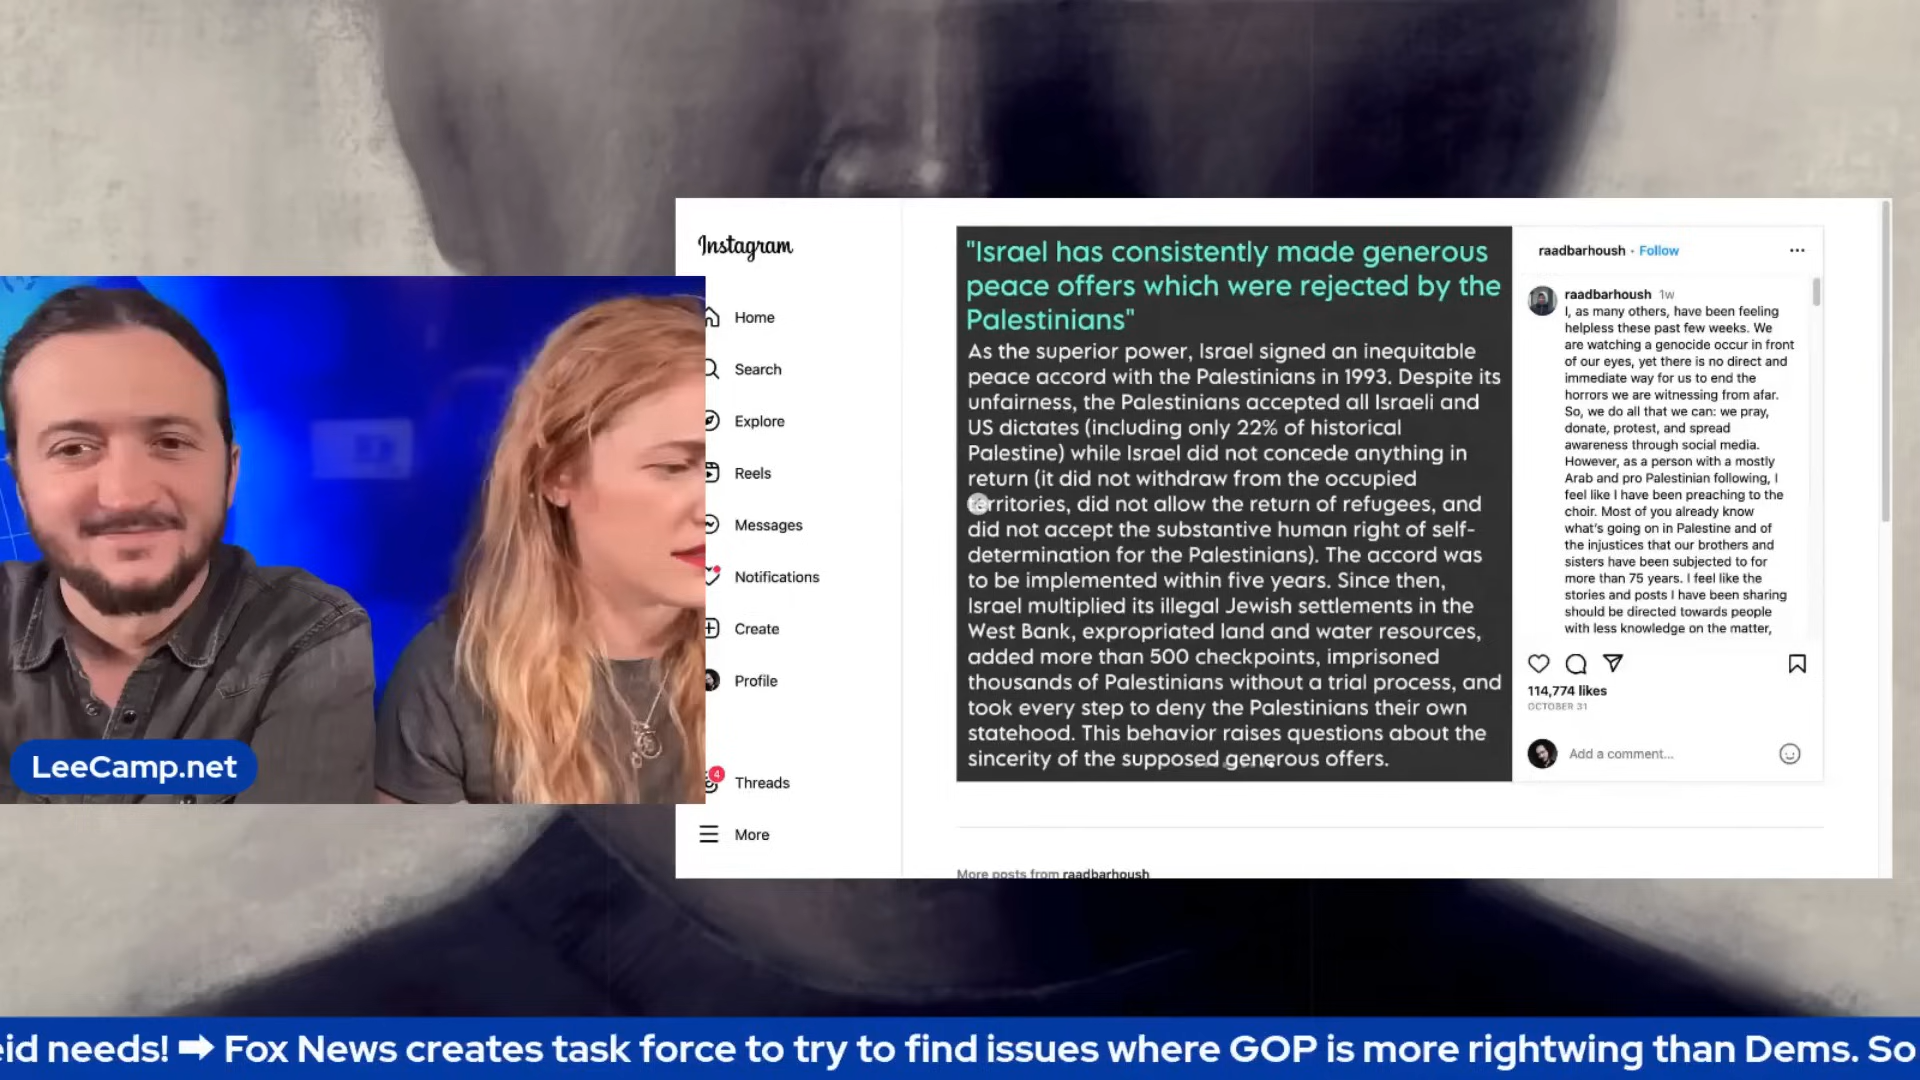 Instagram
Home
Search
Explore
Reels
Messages
Notifications
Create
Profile
4
Threads
More
"Israel has consistently made generous
peace offers which were rejected by the
Palestinians"
As the superior power, Israel signed an inequitable
peace accord with the Palestinians in 1993. Despite its
unfairness, the Palestinians accepted all Israeli and
US dictates (including only 22% of historical
Palestine) while Israel did not concede anything in
return (it did not withdraw from the occupied
territories, did not allow the return of refugees, and
did not accept the substantive human right of self-
determination for the Palestinians). The accord was
to be implemented within five years. Since then,
Israel multiplied its illegal Jewish settlements in the
West Bank, expropriated land and water resources,
added more than 500 checkpoints, imprisoned
thousands of Palestinians without a trial process, and
took every step to deny the Palestinians their own
statehood. This behavior raises questions about the
sincerity of the supposed generous offers.
raadbarhoush · Follow
raadbarhoush 1w
I, as many others, have been feeling
helpless these past few weeks. We
are watching a genocide occur in front
of our eyes, yet there is no direct and
immediate way for us to end the
horrors we are witnessing from afar.
So, we do all that we can: we pray,
donate, protest, and spread
awareness through social media.
However, as a person with a mostly
Arab and pro Palestinian following, I
feel like I have been preaching to the
choir. Most of you already know
what's going on in Palestine and of
the injustices that our brothers and
sisters have been subjected to for
more than 75 years. I feel like the
stories and posts I have been sharing
should be directed towards people
with less knowledge on the matter,
114,774 likes
OCTOBER 31
Add a comment...
More posts from raadbarhoush
LeeCamp.net
eid needs! ➡ Fox News creates task force to try to find issues where GOP is more rightwing than Dems. So